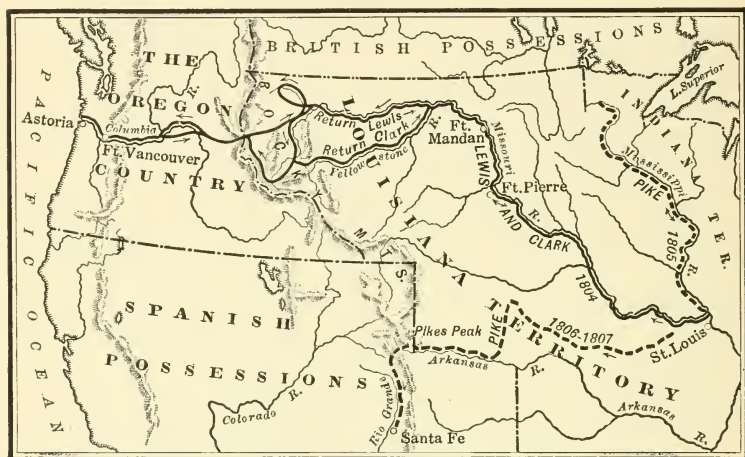 BRITISH POSSESSIONS
THE
OREGON
COUNTRY
PACIFIC OCEAN
Astoria
Columbia
R.
Ft. Vancouver
ROCKY MTS.
LOUISIANA TERRITORY
Return Lewis
Return Clark
Yellowstone
R.
Ft.
Mandan
Missouri
R.
Ft. Pierre
LEWIS
AND CLARK
1804
L. Superior
INDIANA TER.
Mississippi
R.
PIKE
1805
St. Louis
1806-1807
PIKE
Pikes Peak
Arkansas
R.
Arkansas
R.
SPANISH
POSSESSIONS
Colorado
R.
Rio Grande
Santa Fe